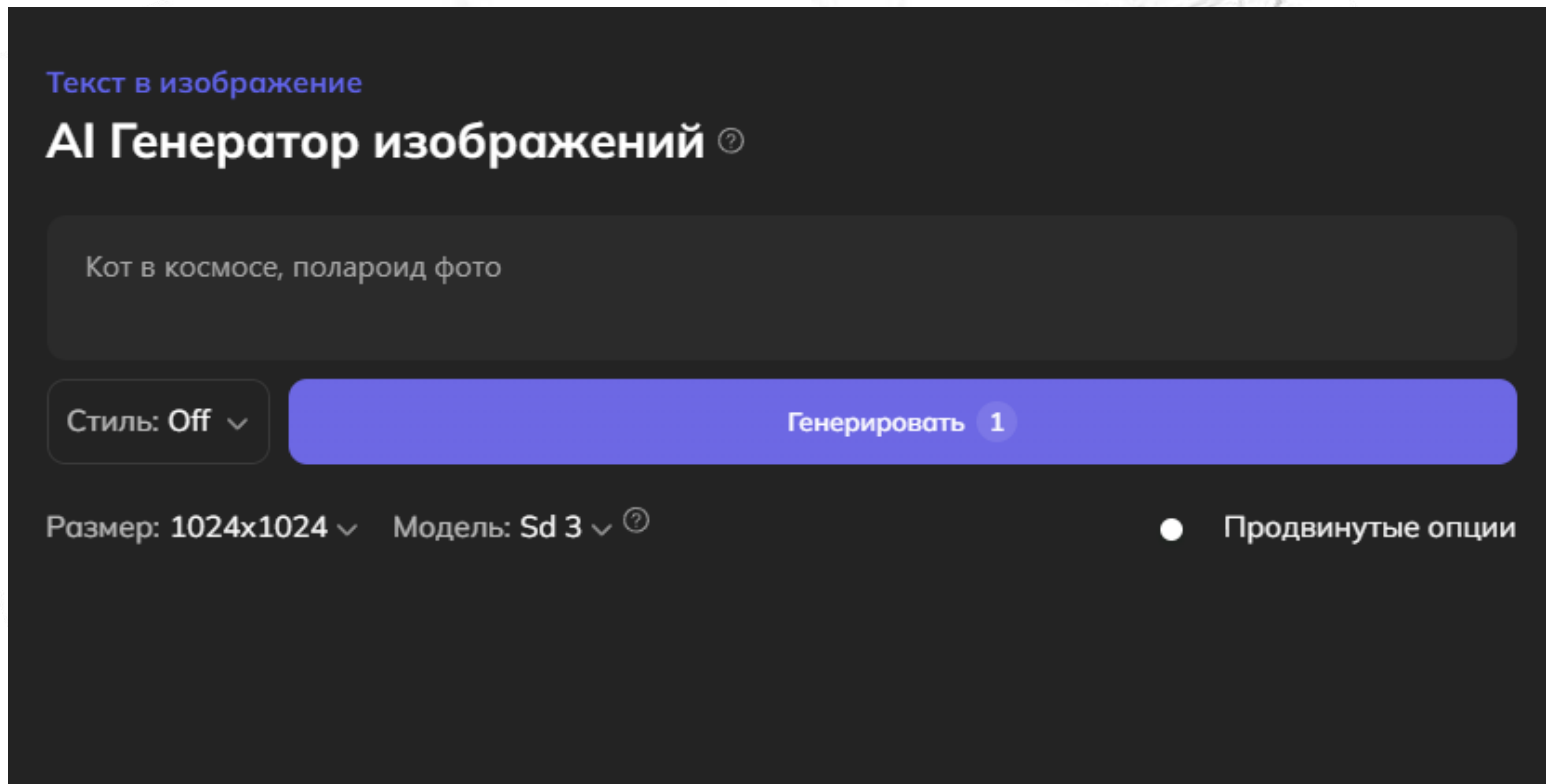 Текст в изображение
AI Генератор изображений
Кот в космосе, полароид фото
Стиль: Off
Генерировать 1
Размер: 1024x1024 Модель: Sd 3 Продвинутые опции